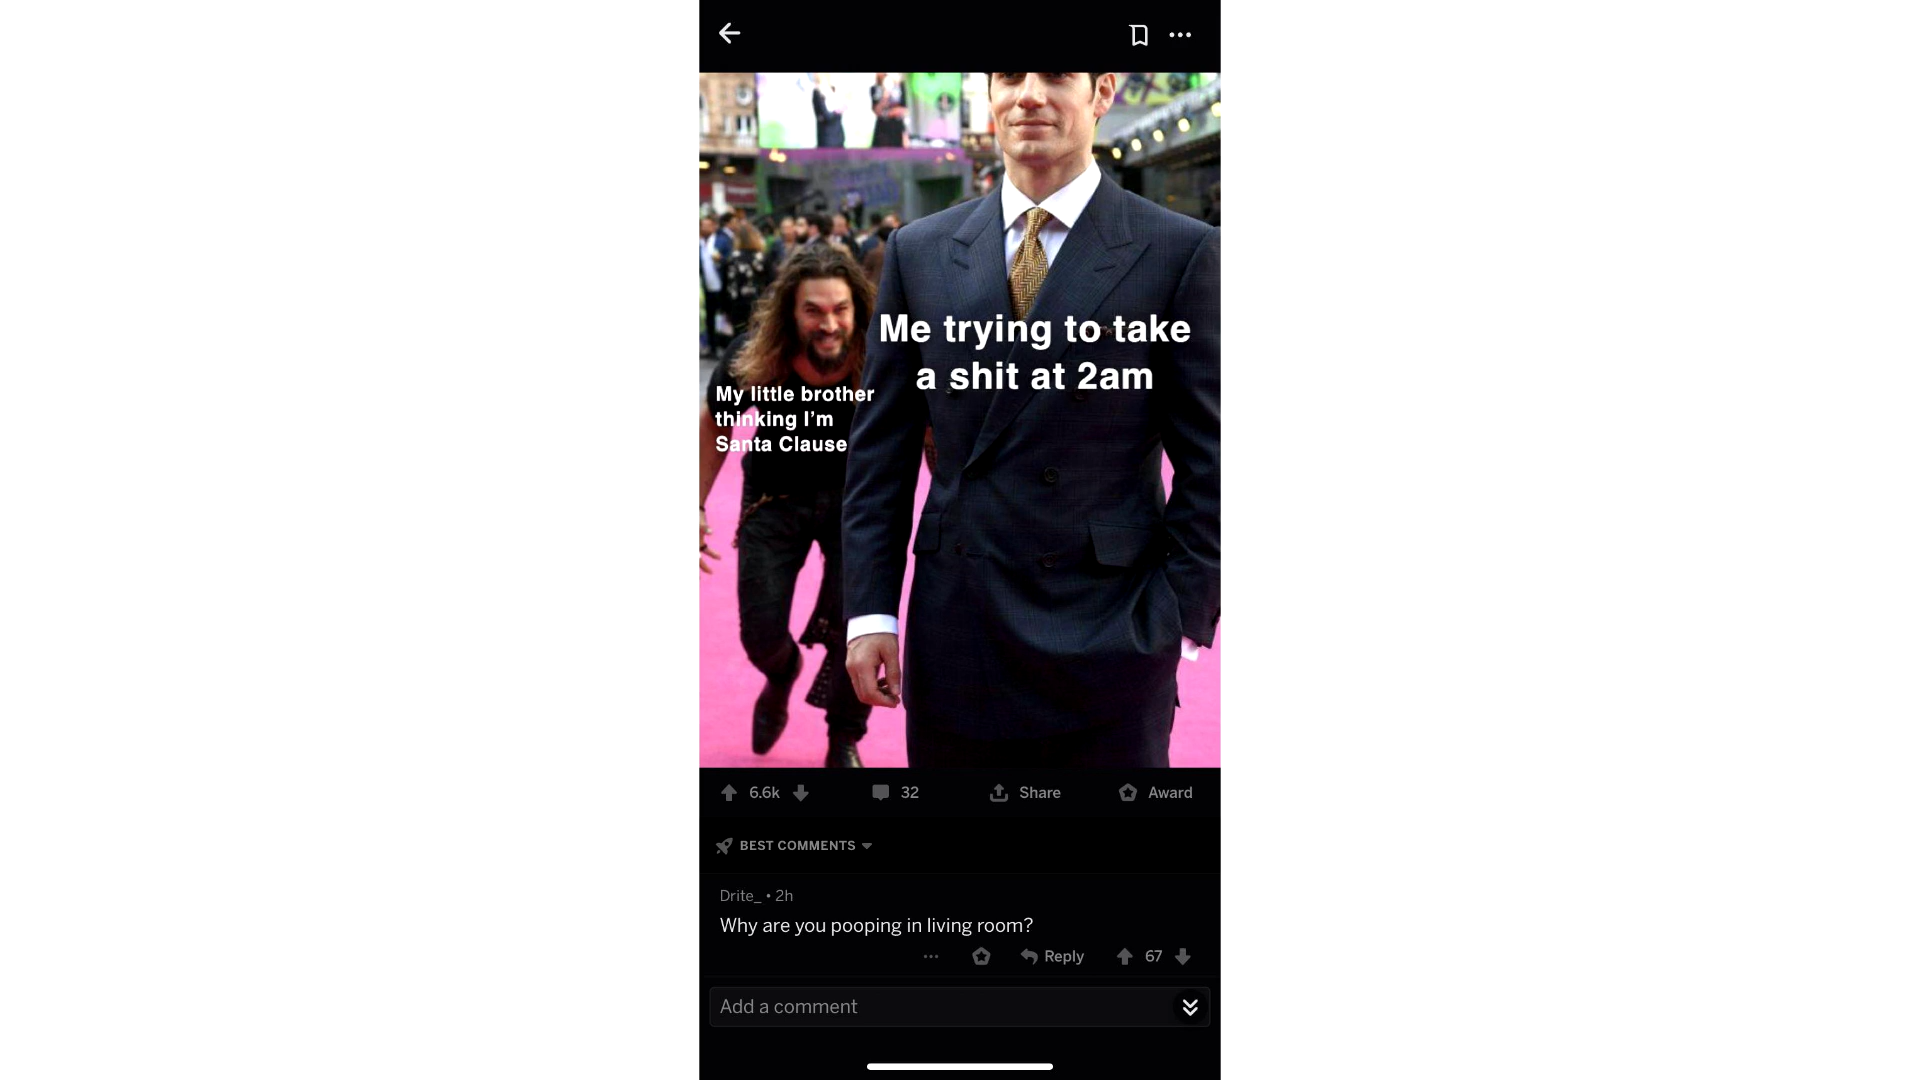 Me trying to take
a shit at 2am
My little brother
thinking I’m
Santa Clause
6.6k
32
Share
Award
BEST COMMENTS
Drite_ • 2h
Why are you pooping in living room?
Reply
67
Add a comment